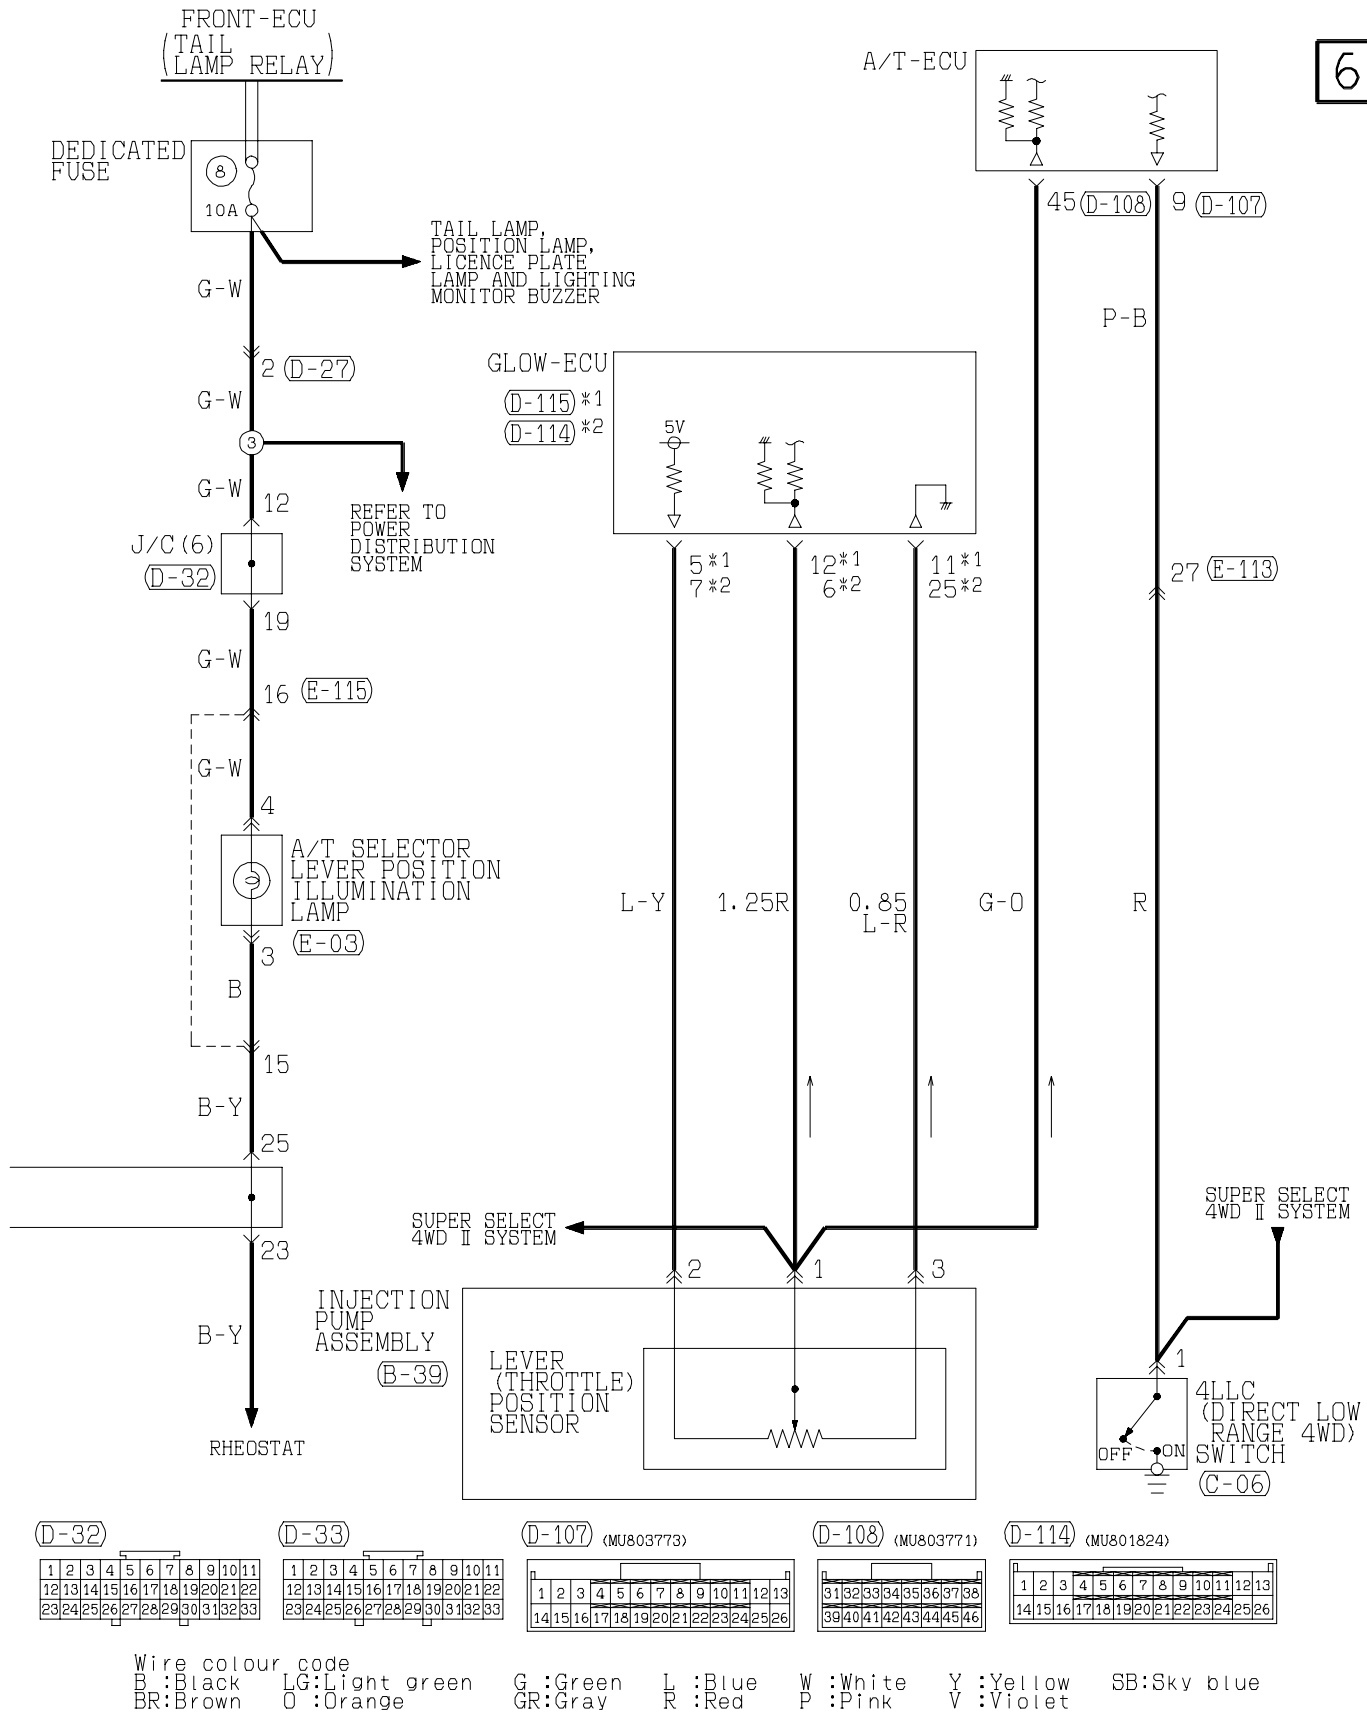 FRONT-ECU
(TAIL
LAMP RELAY)
A/T-ECU
6
DEDICATED
FUSE
8
10A
45 (D-108)
9 (D-107)
TAIL LAMP,
POSITION LAMP,
LICENCE PLATE
LAMP AND LIGHTING
MONITOR BUZZER
G-W
P-B
2 (D-27)
GLOW-ECU
(D-115) *1
(D-114) *2
5V
G-W
3
G-W
12
REFER TO
POWER
DISTRIBUTION
SYSTEM
J/C(6)
(D-32)
5*1
7*2
12*1
6*2
11*1
25*2
27 (E-113)
19
G-W
16 (E-115)
G-W
4
A/T SELECTOR
LEVER POSITION
ILLUMINATION
LAMP
(E-03)
L-Y
1.25R
0.85
L-R
G-O
R
3
B
15
B-Y
25
SUPER SELECT
4WD II SYSTEM
SUPER SELECT
4WD II SYSTEM
23
2
1
3
INJECTION
PUMP
ASSEMBLY
(B-39)
B-Y
LEVER
(THROTTLE)
POSITION
SENSOR
1
4LLC
(DIRECT LOW
RANGE 4WD)
SWITCH
OFF
ON
(C-06)
RHEOSTAT
(D-32)
1 2 3 4 5 6 7 8 9 10 11
12 13 14 15 16 17 18 19 20 21 22
23 24 25 26 27 28 29 30 31 32 33
(D-33)
1 2 3 4 5 6 7 8 9 10 11
12 13 14 15 16 17 18 19 20 21 22
23 24 25 26 27 28 29 30 31 32 33
(D-107) (MU803773)
1 2 3 4 5 6 7 8 9 10 11 12 13
14 15 16 17 18 19 20 21 22 23 24 25 26
(D-108) (MU803771)
31 32 33 34 35 36 37 38
39 40 41 42 43 44 45 46
(D-114) (MU801824)
1 2 3 4 5 6 7 8 9 10 11 12 13
14 15 16 17 18 19 20 21 22 23 24 25 26
Wire colour code
B :Black LG:Light green G :Green L :Blue W :White Y :Yellow SB:Sky blue
BR:Brown O :Orange GR:Gray R :Red P :Pink V :Violet